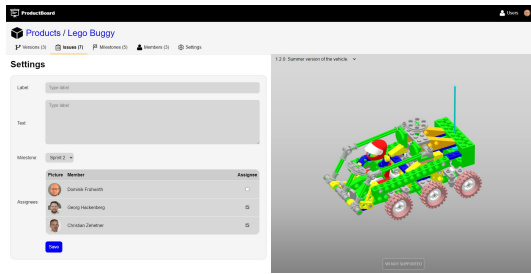 ProductBoard
Users
Products / Lego Buggy
Versions (3)
Issues (7)
Milestones (5)
Members (3)
Settings
Settings
1.2.0: Summer version of the vehicle.
Label:
Type label
Text:
Type label
Milestone:
Sprint 2
Assignees:
Picture Member Assignee
Dominik Fruhwirth
Georg Hackenberg
Christian Zehetner
Save